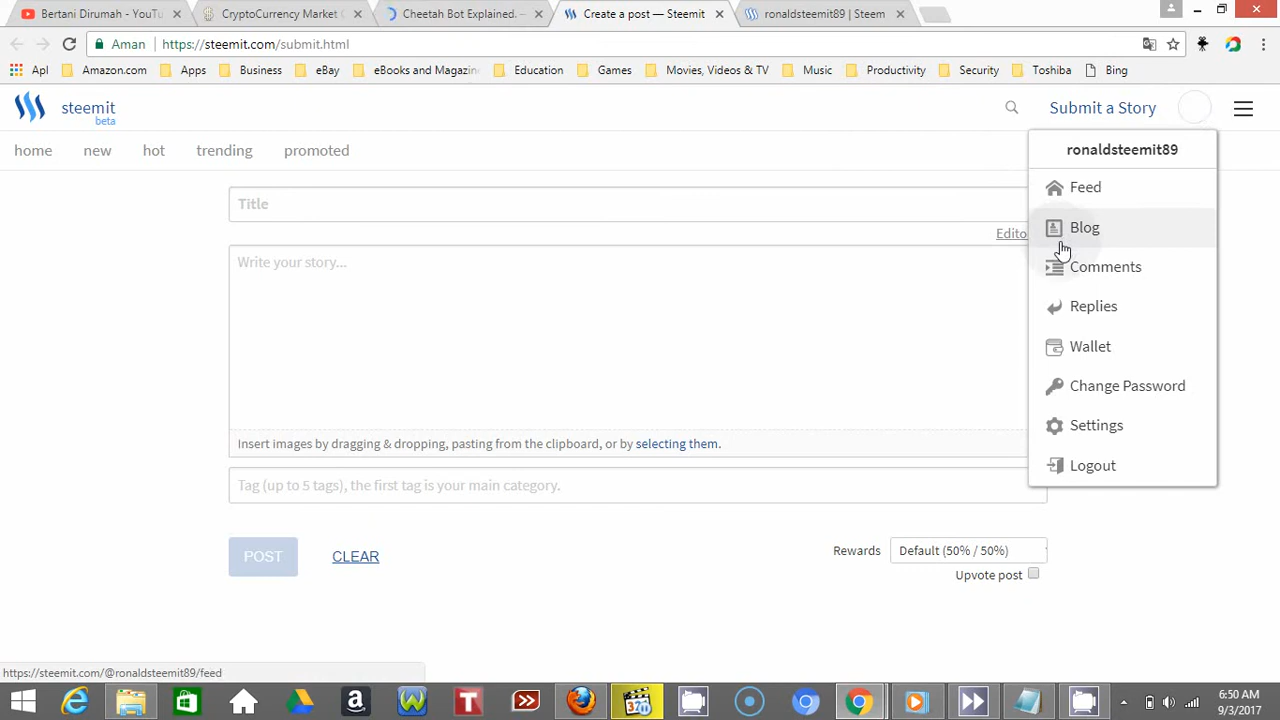 Bertani Dirumah - YouTu
CryptoCurrency Market C
Cheetah Bot Explained. –
Create a post — Steemit
ronaldsteemit89 | Steem
Aman
https://steemit.com/submit.html
Apl
Amazon.com
Apps
Business
eBay
eBooks and Magazin
Education
Games
Movies, Videos & TV
Music
Productivity
Security
Toshiba
Bing
steemit
beta
Submit a Story
home
new
hot
trending
promoted
ronaldsteemit89
Feed
Blog
Comments
Replies
Wallet
Change Password
Settings
Logout
Title
Edito
Write your story...
Insert images by dragging & dropping, pasting from the clipboard, or by selecting them.
Tag (up to 5 tags), the first tag is your main category.
POST
CLEAR
Rewards
Default (50% / 50%)
Upvote post
https://steemit.com/@ronaldsteemit89/feed
6:50 AM
9/3/2017